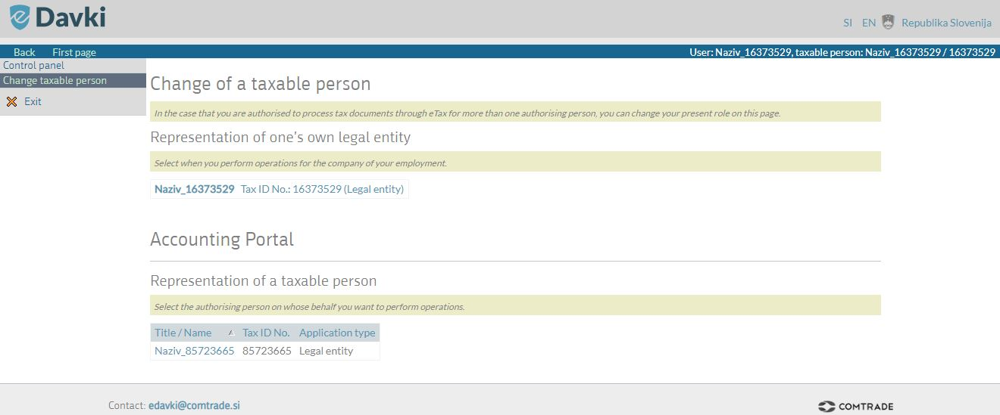 eDavki
SI EN Republika Slovenija
Back First page User: Naziv_16373529, taxable person: Naziv_16373529 / 16373529
Control panel
Change taxable person
Exit
Change of a taxable person
In the case that you are authorised to process tax documents through eTax for more than one authorising person, you can change your present role on this page.
Representation of one's own legal entity
Select when you perform operations for the company of your employment.
Naziv_16373529 Tax ID No.: 16373529 (Legal entity)
Accounting Portal
Representation of a taxable person
Select the authorising person on whose behalf you want to perform operations.
Title / Name Tax ID No. Application type
Naziv_85723665 85723665 Legal entity
Contact: edavki@comtrade.si COMTRADE